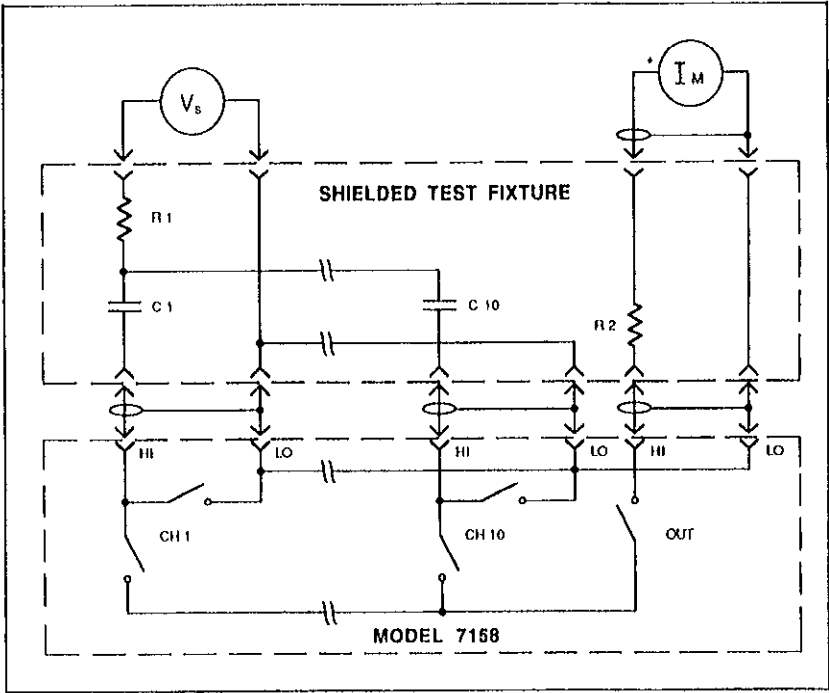 Vs
+
IM
SHIELDED TEST FIXTURE
R1
C1
C10
R2
HI
LO
HI
LO
HI
LO
CH 1
CH 10
OUT
MODEL 7158